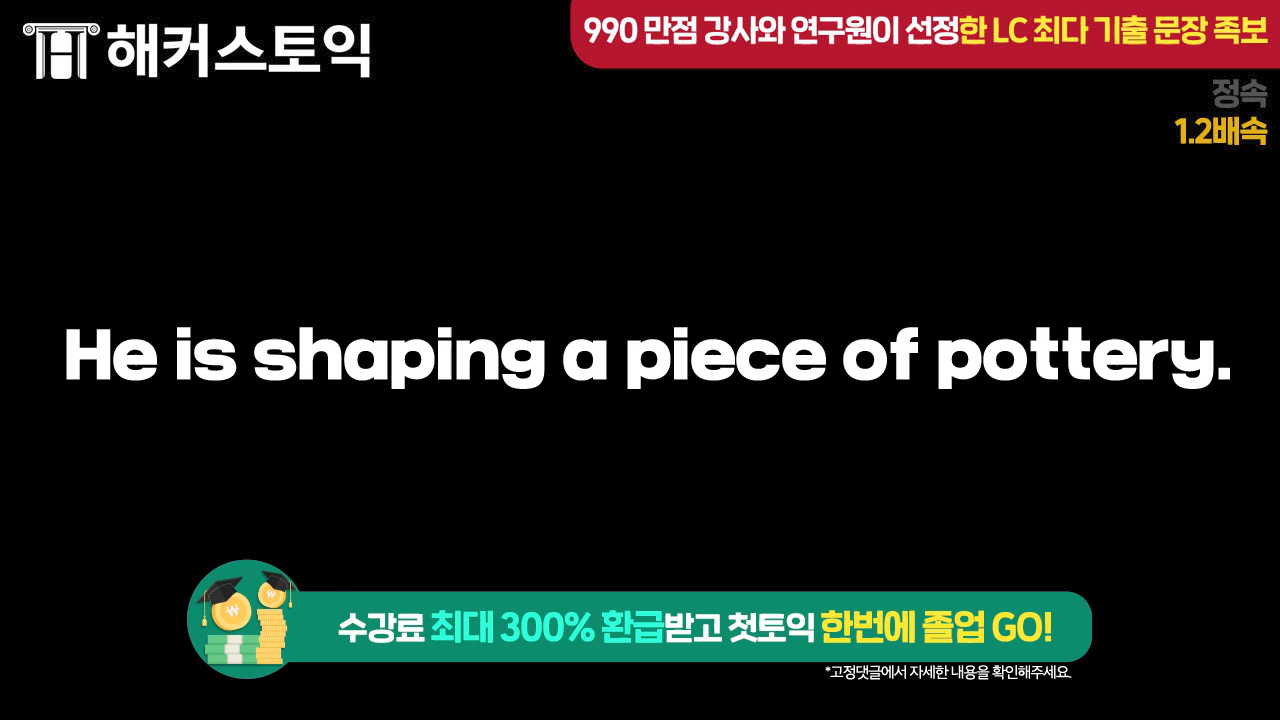 해커스토익
990 만점 강사와 연구원이 선정한 LC 최다 기출 문장 족보
정속
1.2배속
He is shaping a piece of pottery.
수강료 최대 300% 환급받고 첫토익 한번에 졸업 GO!
*고정댓글에서 자세한 내용을 확인해주세요.